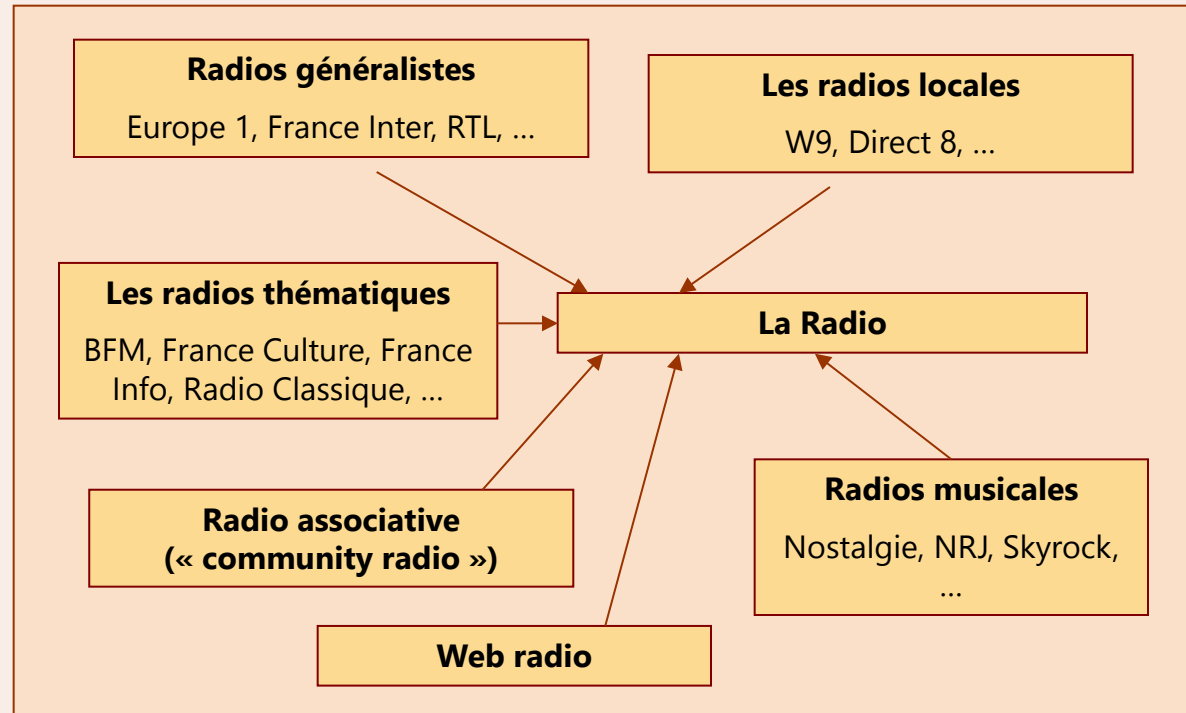 Radios généralistes
Europe 1, France Inter, RTL, ...
Les radios locales
W9, Direct 8, ...
Les radios thématiques
BFM, France Culture, France
Info, Radio Classique, ...
La Radio
Radio associative
(« community radio »)
Radios musicales
Nostalgie, NRJ, Skyrock,
...
Web radio